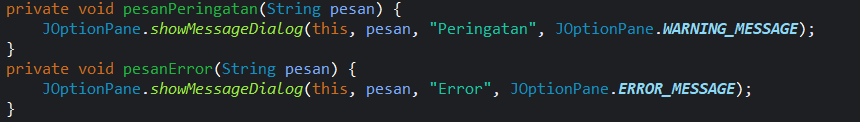 private void pesanPeringatan(String pesan) {
    JOptionPane.showMessageDialog(this, pesan, "Peringatan", JOptionPane.WARNING_MESSAGE);
}
private void pesanError(String pesan) {
    JOptionPane.showMessageDialog(this, pesan, "Error", JOptionPane.ERROR_MESSAGE);
}